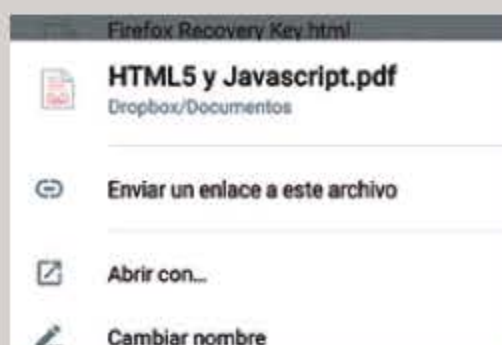 Firefox Recovery Key.html
HTML5 y Javascript.pdf
Dropbox/Documentos
Enviar un enlace a este archivo
Abrir con...
Cambiar nombre